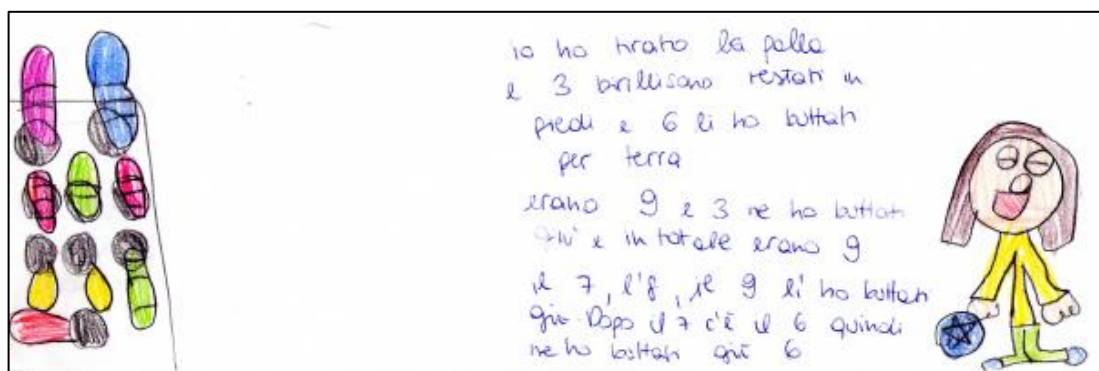 io ho tirato la palla
e 3 birilli sono restati in
piedi e 6 li ho buttati
per terra
erano 9 e 3 ne ho buttati
giù e in totale erano 9
il 7, l'8, il 9 li ho buttati
giù. Dopo il 7 c'è il 6 quindi
ne ho buttati giù 6